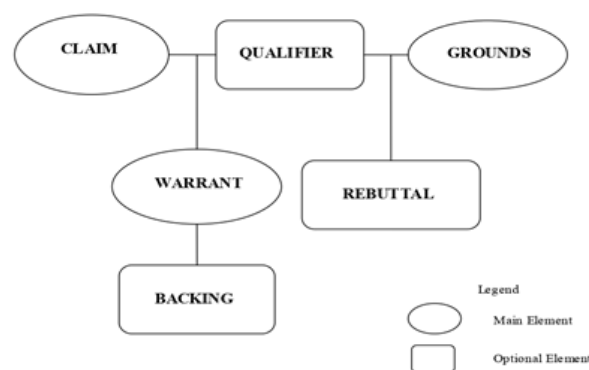 CLAIM
QUALIFIER
GROUNDS
WARRANT
REBUTTAL
BACKING
Legend
Main Element
Optional Element